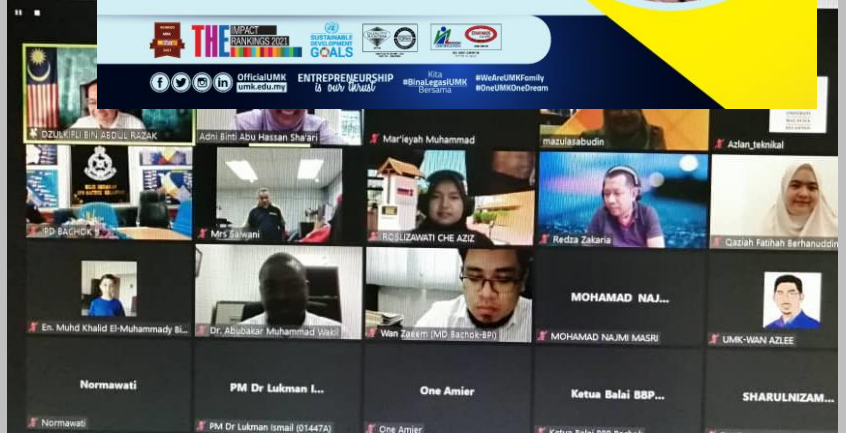 THE IMPACT
RANKINGS 2021
SUSTAINABLE
DEVELOPMENT
GOALS
OfficialUMK
umk.edu.my
ENTREPRENEURSHIP
is our thrust
Kita
#BinaLegasiUMK
Bersama
#WeAreUMKFamily
#OneUMKOneDream
DZULKIFLI BIN ABDUL RAZAK
Adni Binti Abu Hassan Sha'ari
Mar'ieyah Muhammad
mazulasabudin
Azlan_teknikal
IPD BACHOK
Mrs Salwani
ROSLIZAWATI CHE AZIZ
Redza Zakaria
Qaziah Fatihah Berhanuddin
En. Muhd Khalid El-Muhammady Bi...
Dr. Abubakar Muhammad Wakil
Wan Zaeem (MD Bachok-BPI)
MOHAMAD NAJ...
MOHAMAD NAJMI MASRI
UMK-WAN AZLEE
Normawati
Normawati
PM Dr Lukman I...
PM Dr Lukman Ismail (01447A)
One Amier
One Amier
Ketua Balai BBP...
Ketua Balai BBP Bachok
SHARULNIZAM...